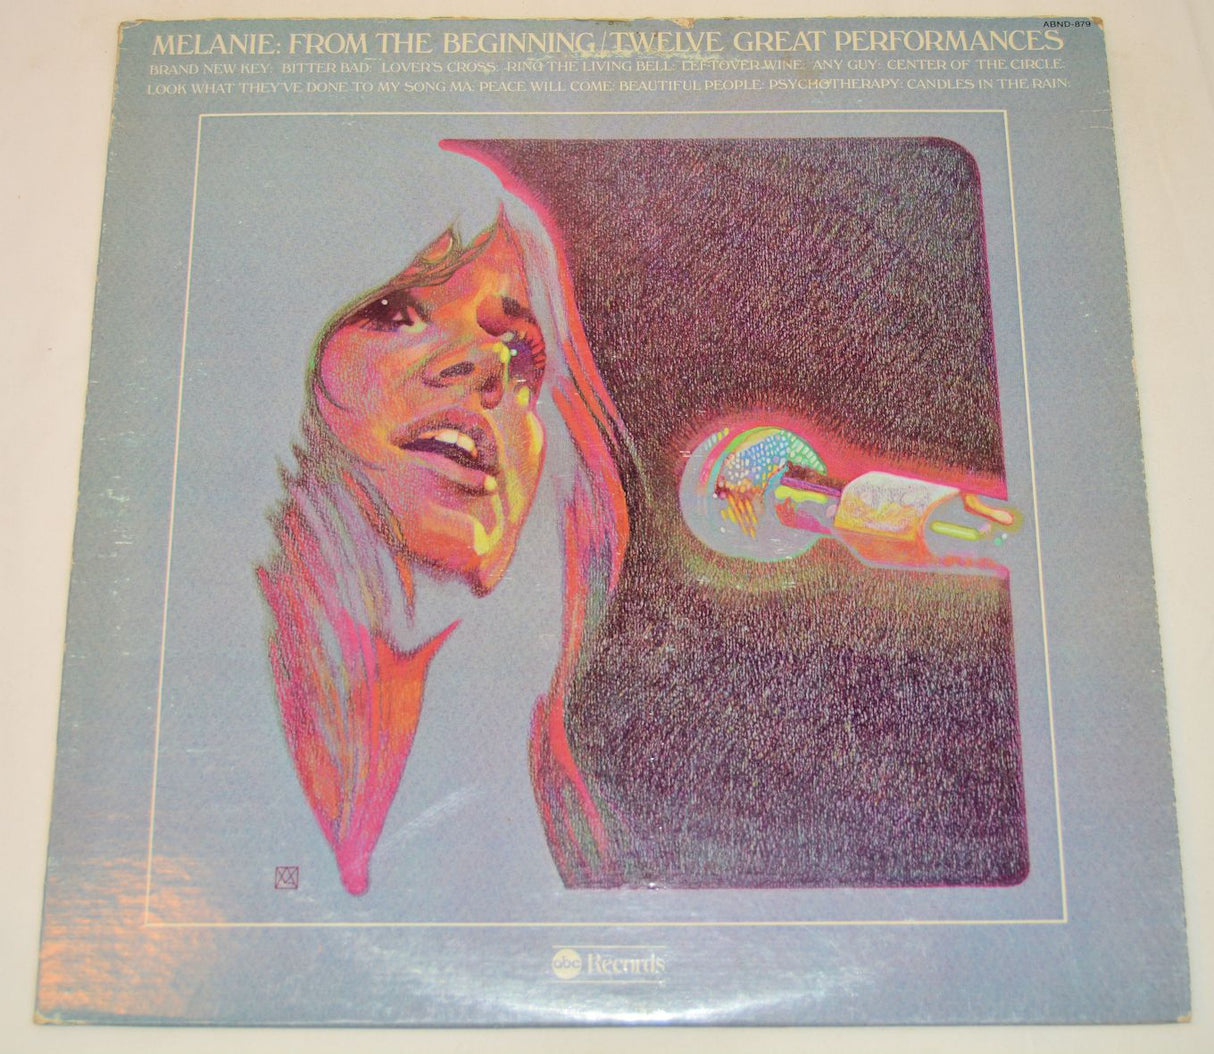 ABND-879
MELANIE: FROM THE BEGINNING/TWELVE GREAT PERFORMANCES
BRAND NEW KEY: BITTER BAD: LOVER'S CROSS: RING THE LIVING BELL: LEFTOVER WINE: ANY GUY: CENTER OF THE CIRCLE:
LOOK WHAT THEY'VE DONE TO MY SONG MA: PEACE WILL COME: BEAUTIFUL PEOPLE: PSYCHOTHERAPY: CANDLES IN THE RAIN:
abc Records